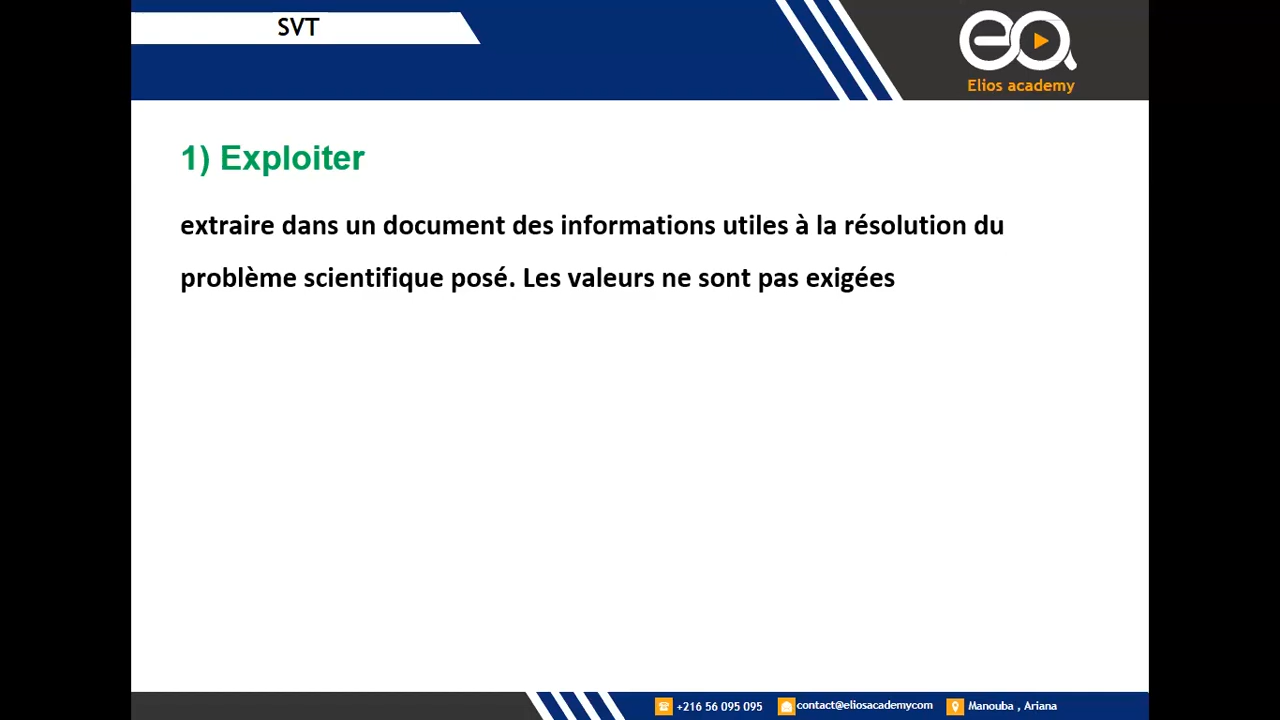 SVT
ea
Elios academy
1) Exploiter
extraire dans un document des informations utiles à la résolution du
problème scientifique posé. Les valeurs ne sont pas exigées
+216 56 095 095
contact@eliosacademycom
Manouba , Ariana